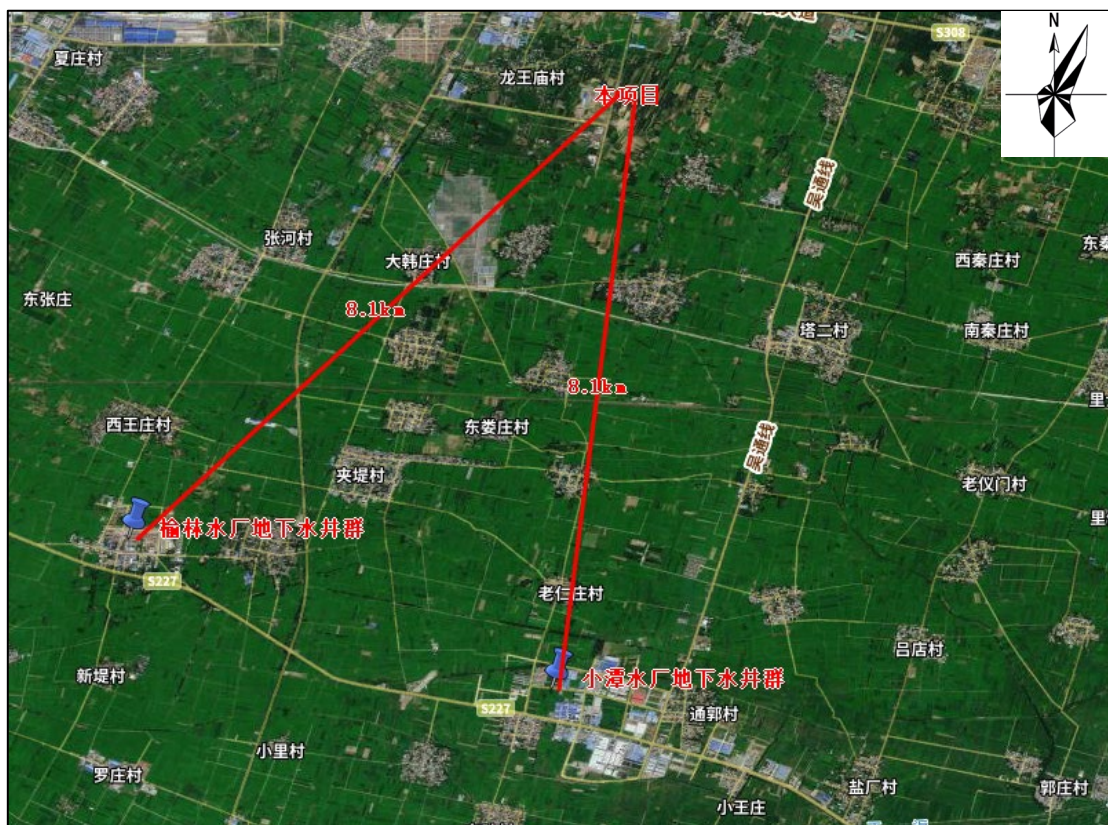 N
S308
夏庄村
龙王庙村
本项目
吴通线
张河村
大韩庄村
西秦庄村
东秦
东张庄
8.1km
塔二村
南秦庄村
8.1km
里
西王庄村
东娄庄村
吴通线
夹堤村
老仪门村
榆林水厂地下水井群
里
S227
老仨庄村
吕店村
新堤村
小潭水厂地下水井群
S227
通郭村
小里村
罗庄村
盐厂村
郭庄村
小王庄